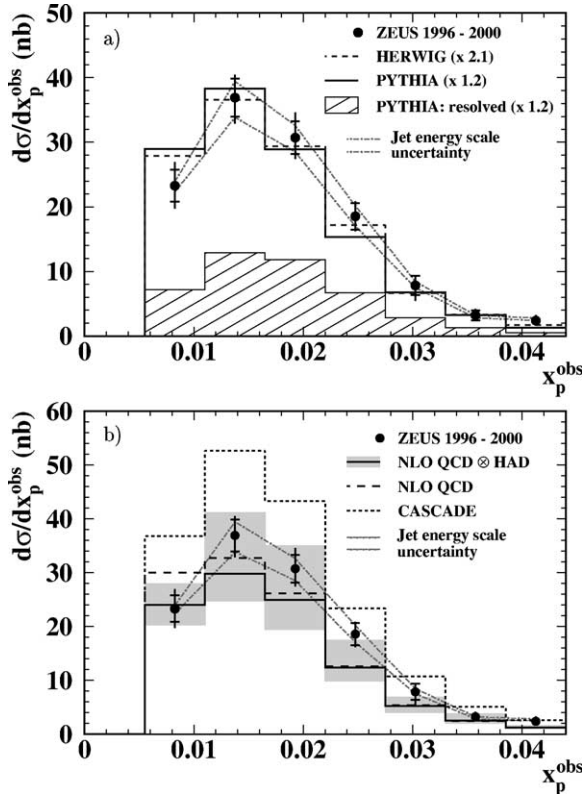 50
a)
ZEUS 1996 - 2000
HERWIG (x 2.1)
40
PYTHIA (x 1.2)
PYTHIA: resolved (x 1.2)
30
Jet energy scale
uncertainty
20
10
0
0 0.01 0.02 0.03 0.04
dσ/dx_p^obs (nb)
x_p^obs
60
b)
ZEUS 1996 - 2000
50
NLO QCD ⊗ HAD
NLO QCD
40
CASCADE
Jet energy scale
uncertainty
30
20
10
0
0 0.01 0.02 0.03 0.04
dσ/dx_p^obs (nb)
x_p^obs